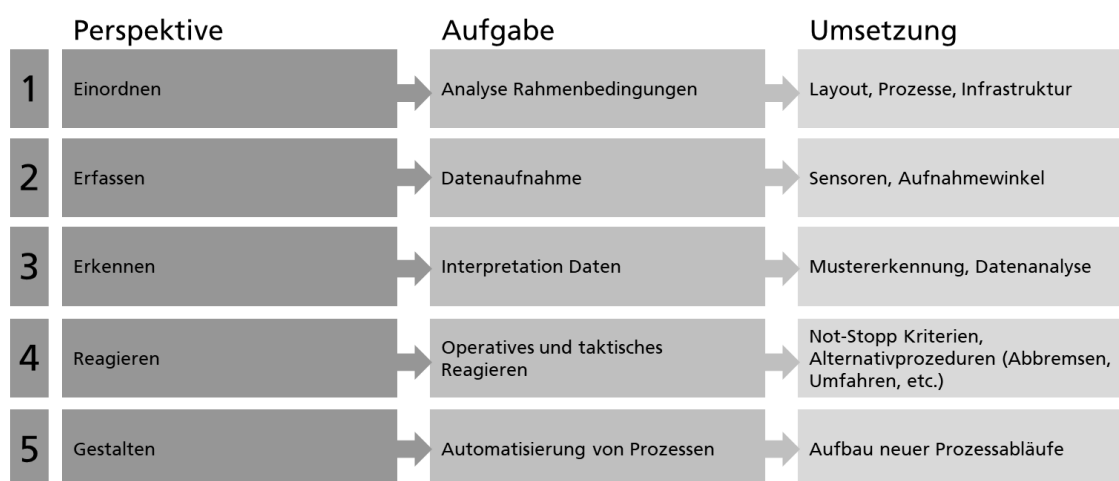 Perspektive Aufgabe Umsetzung
1 Einordnen Analyse Rahmenbedingungen Layout, Prozesse, Infrastruktur
2 Erfassen Datenaufnahme Sensoren, Aufnahmewinkel
3 Erkennen Interpretation Daten Mustererkennung, Datenanalyse
4 Reagieren
Operatives und taktisches
Reagieren
Not-Stopp Kriterien,
Alternativprozeduren (Abbremsen,
Umfahren, etc.)
5 Gestalten Automatisierung von Prozessen Aufbau neuer Prozessabläufe